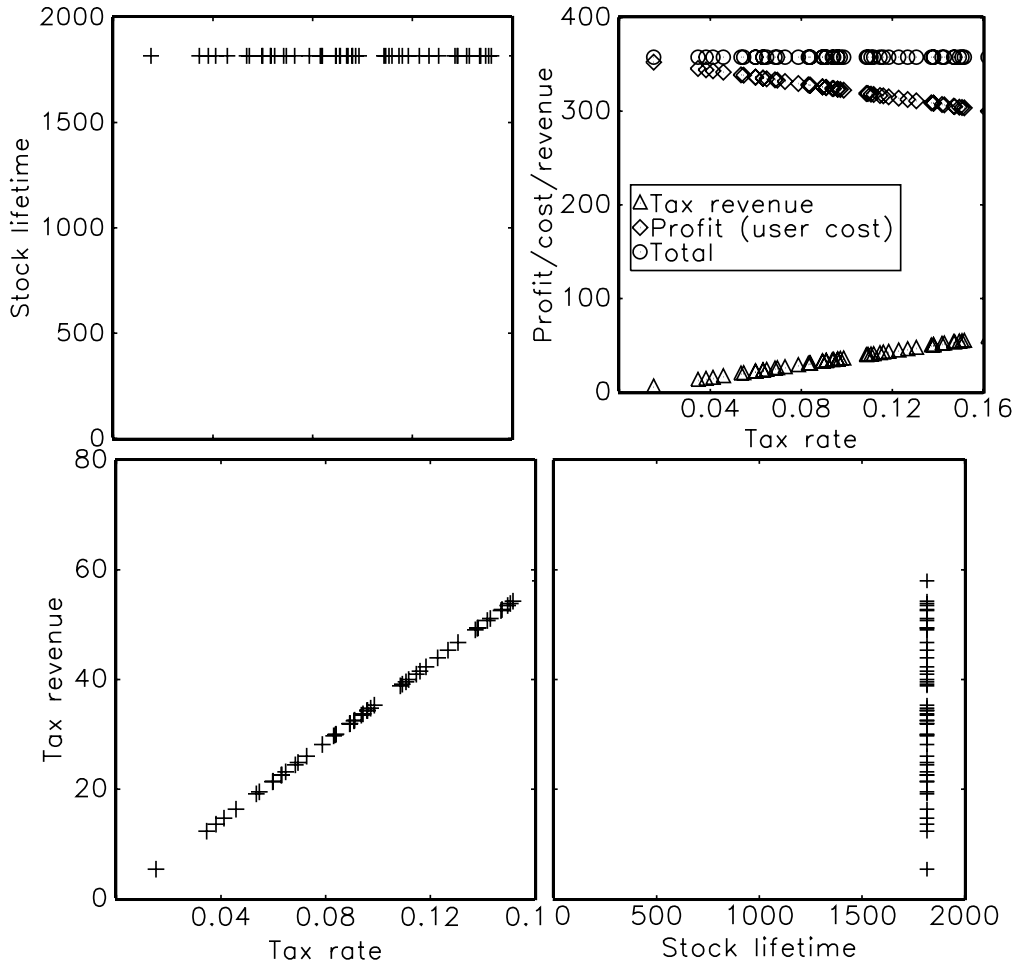 2000
1500
1000
500
0
Stock lifetime
400
300
200
100
0
Profit/cost/revenue
Tax revenue
Profit (user cost)
Total
0.04 0.08 0.12 0.16
Tax rate
80
60
40
20
0
Tax revenue
0.04 0.08 0.12 0.1
Tax rate
0 500 1000 1500 2000
Stock lifetime